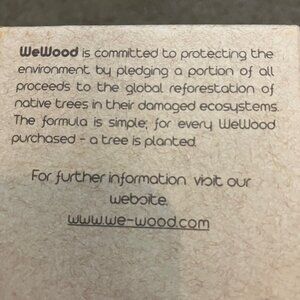 WeWood is committed to protecting the
environment by pledging a portion of all
proceeds to the global reforestation of
native trees in their damaged ecosystems.
The formula is simple; for every WeWood
purchased - a tree is planted.
For further information visit our
website.
www.we-wood.com